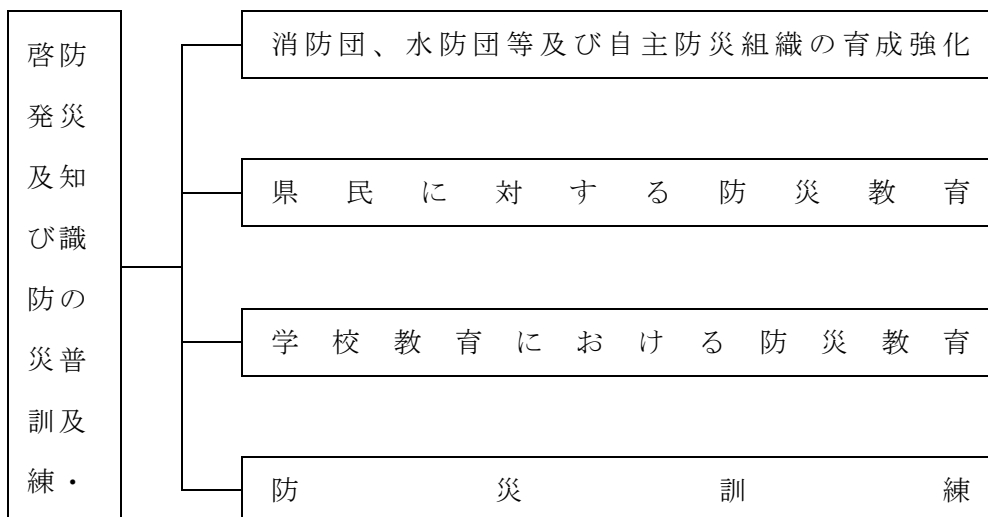 防災知識の普及・
啓発及び防災訓練
消防団、水防団等及び自主防災組織の育成強化
県民に対する防災教育
学校教育における防災教育
防災訓練